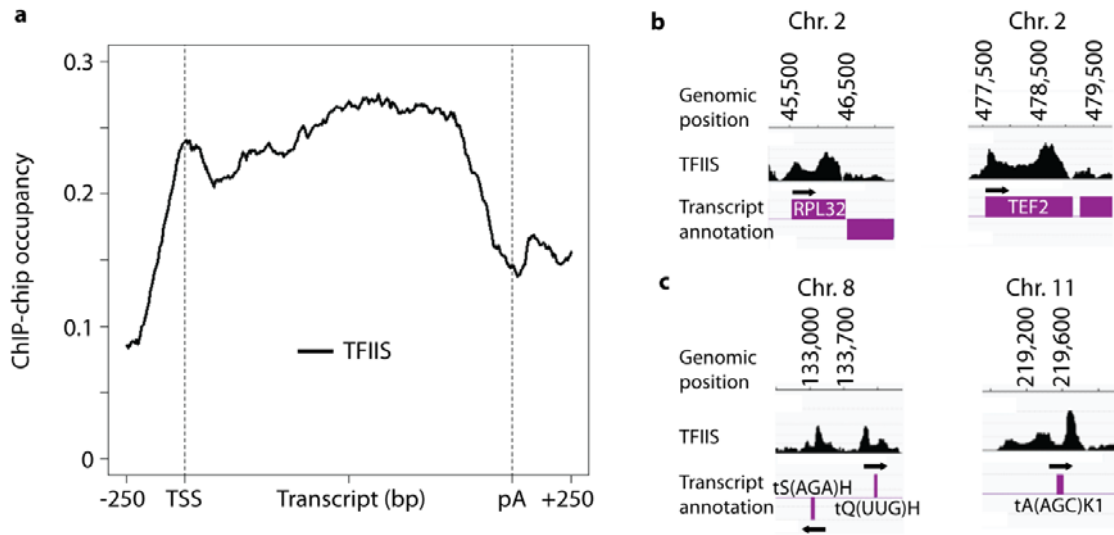 a
ChIP-chip occupancy
0.3
0.2
0.1
0
TFIIS
-250 TSS Transcript (bp) pA +250
b
Chr. 2 Chr. 2
Genomic position
45,500 46,500 477,500 478,500 479,500
TFIIS
Transcript annotation
RPL32 TEF2
c
Chr. 8 Chr. 11
Genomic position
133,000 133,700 219,200 219,600
TFIIS
Transcript annotation
tS(AGA)H
tQ(UUG)H tA(AGC)K1